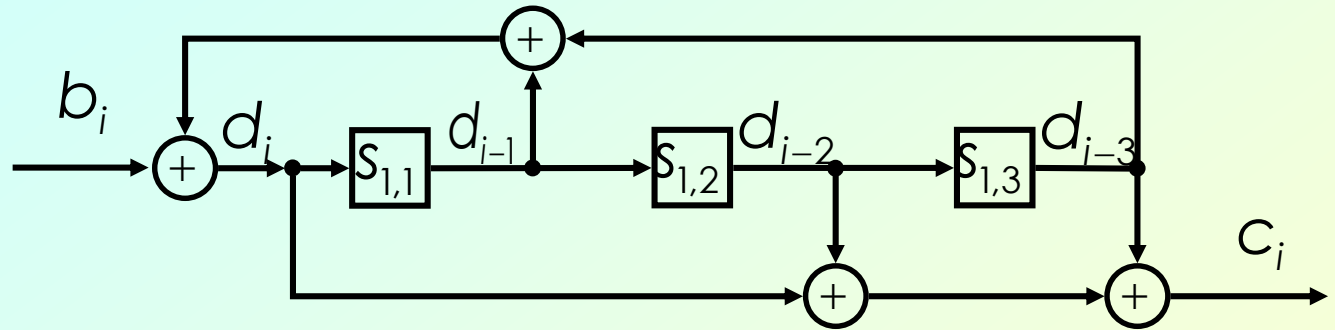 +
b_i
d_i
d_{i-1}
d_{i-2}
d_{i-3}
+
S_{1,1}
S_{1,2}
S_{1,3}
c_i
+
+